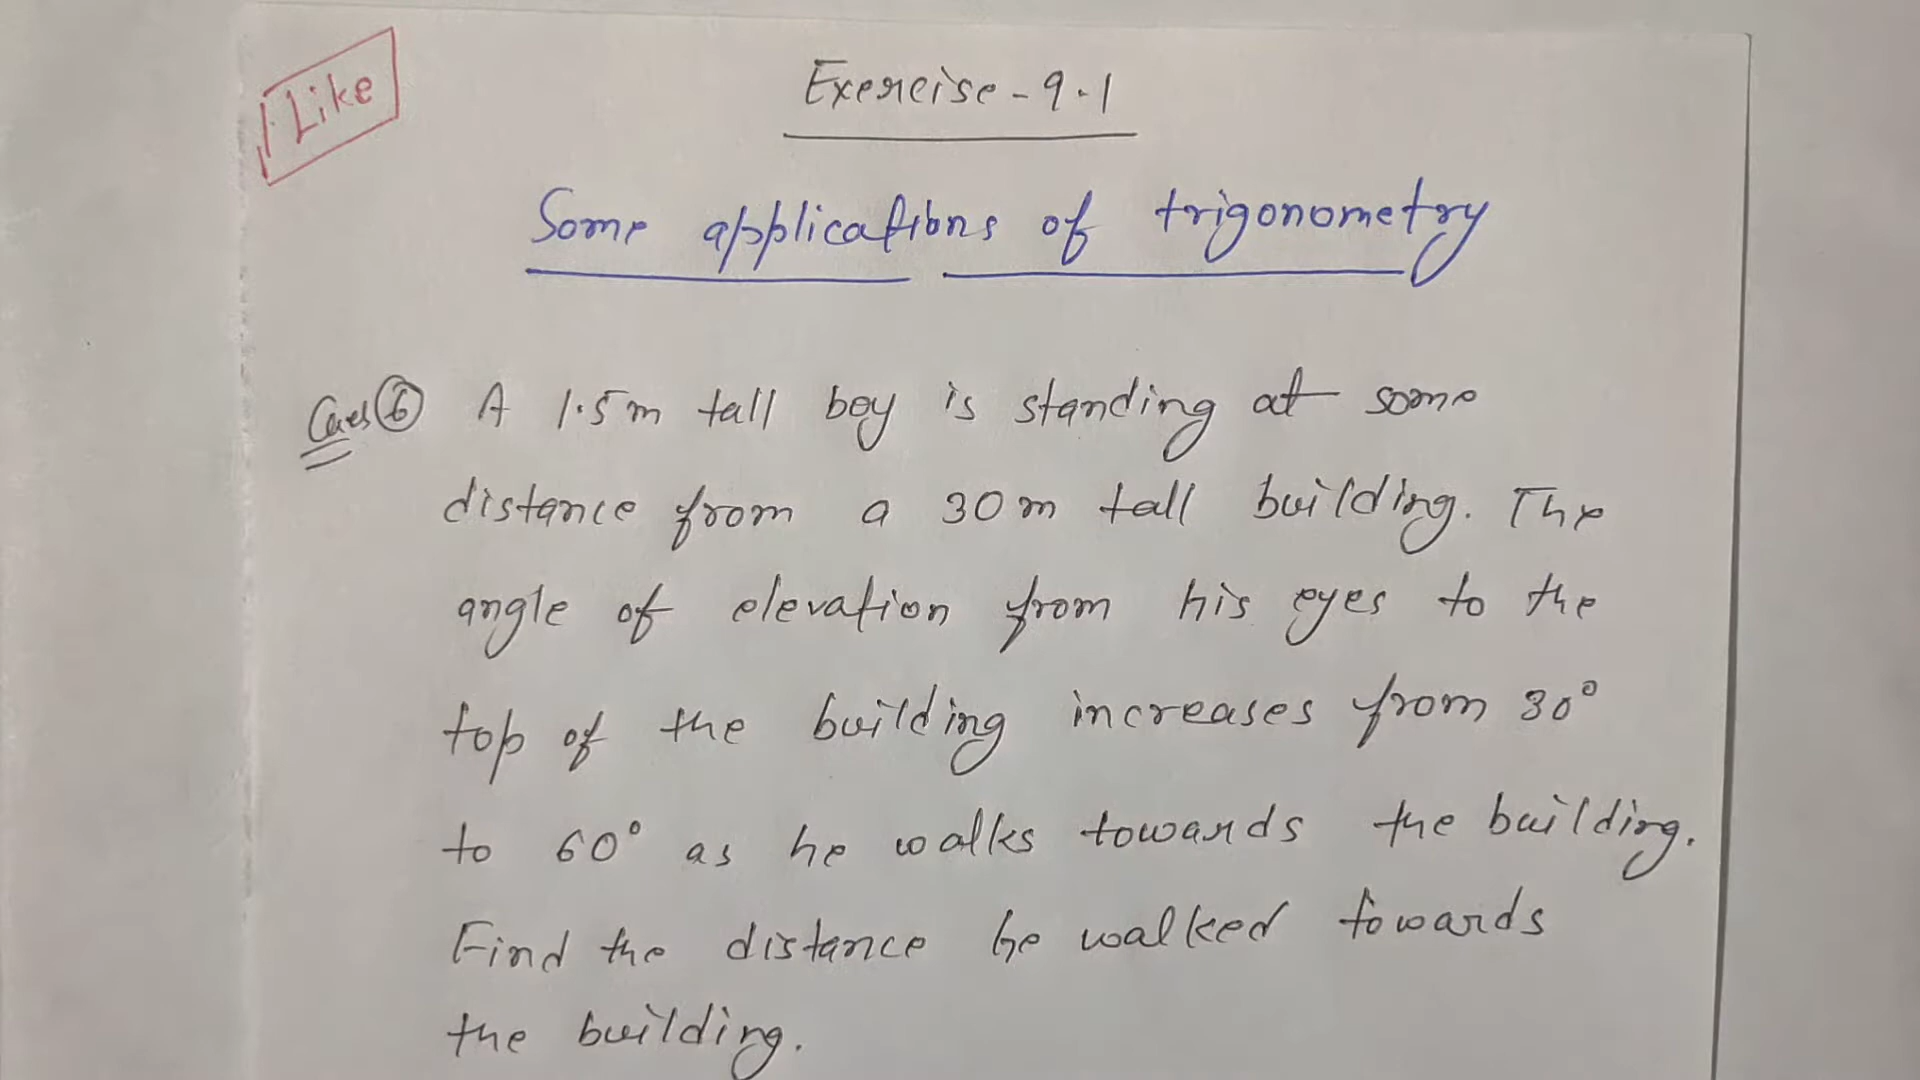 Like
Exercise - 9.1
Some applications of trigonometry
Ques 6 A 1.5 m tall boy is standing at some
distance from a 30 m tall building. The
angle of elevation from his eyes to the
top of the building increases from 30°
to 60° as he walks towards the building.
Find the distance he walked towards
the building.